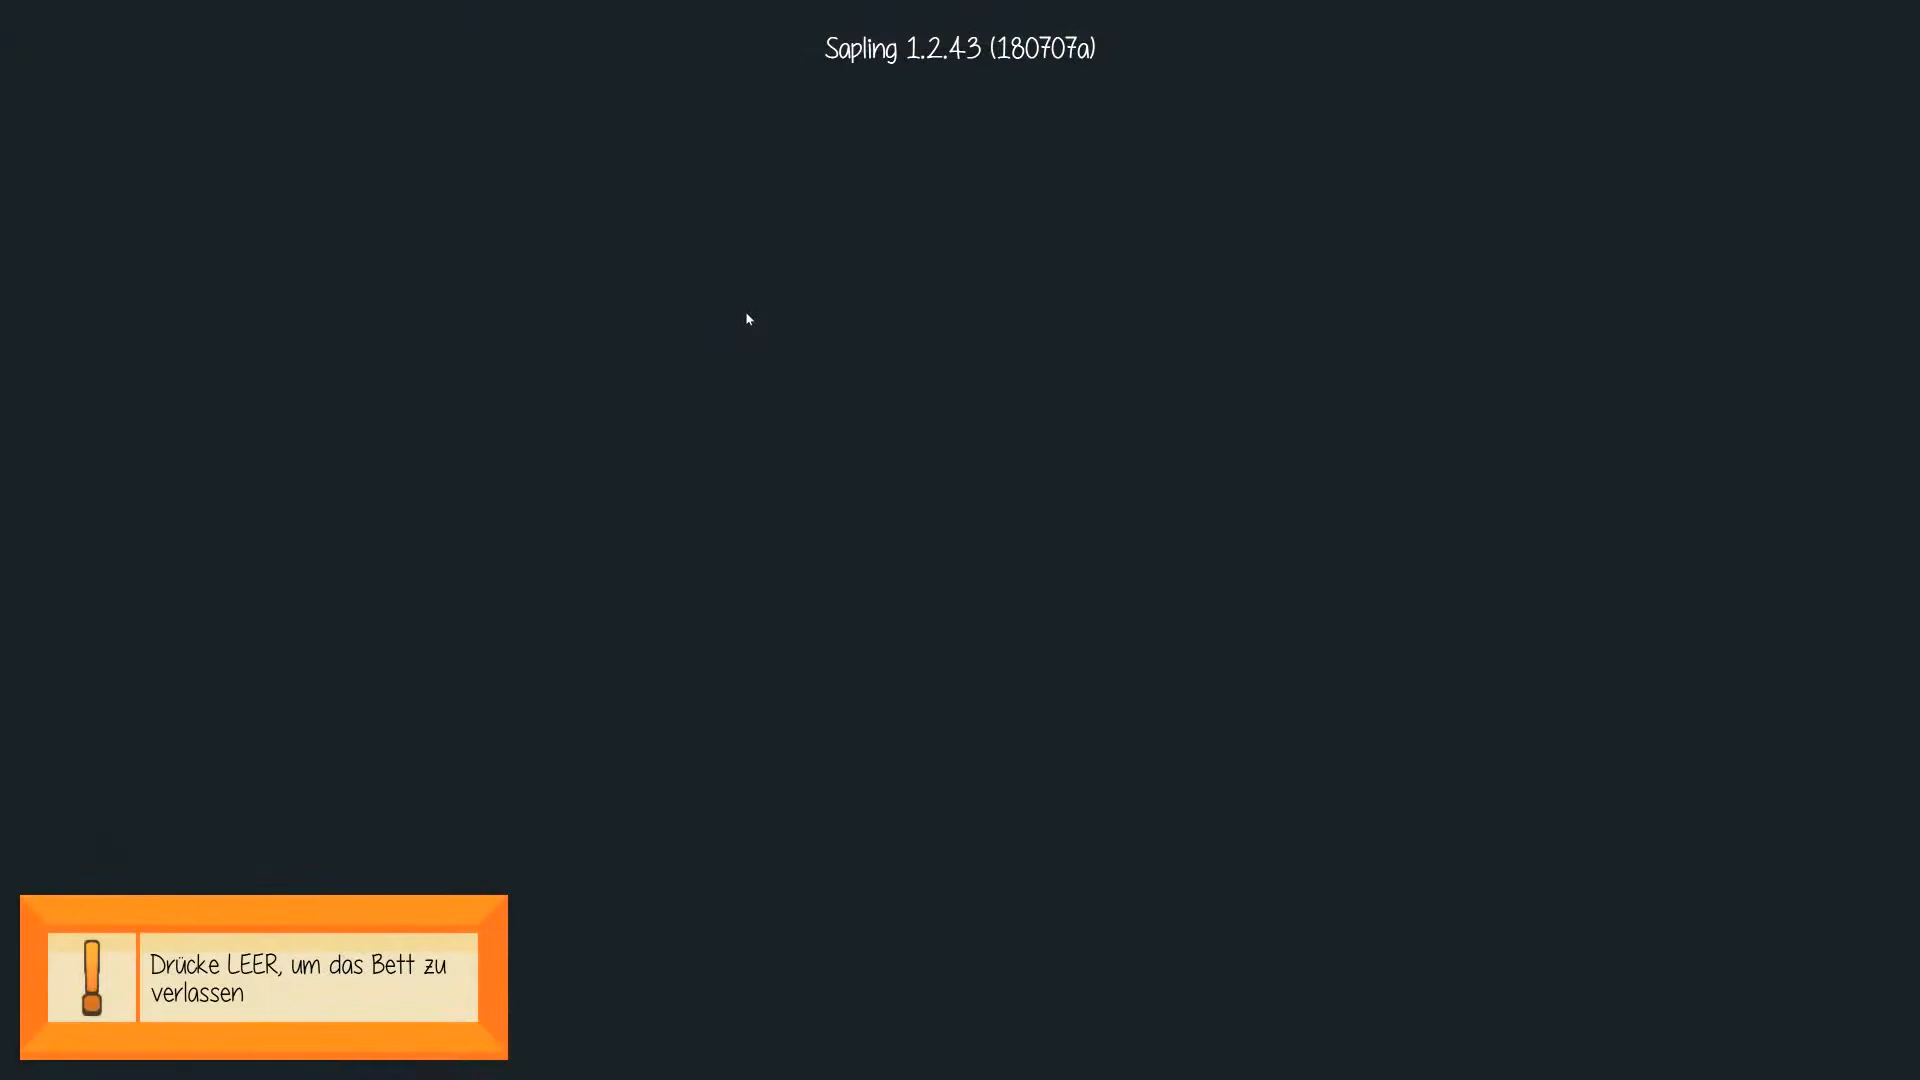 Sapling 1.2.43 (180707a)
Drücke LEER, um das Bett zu
verlassen